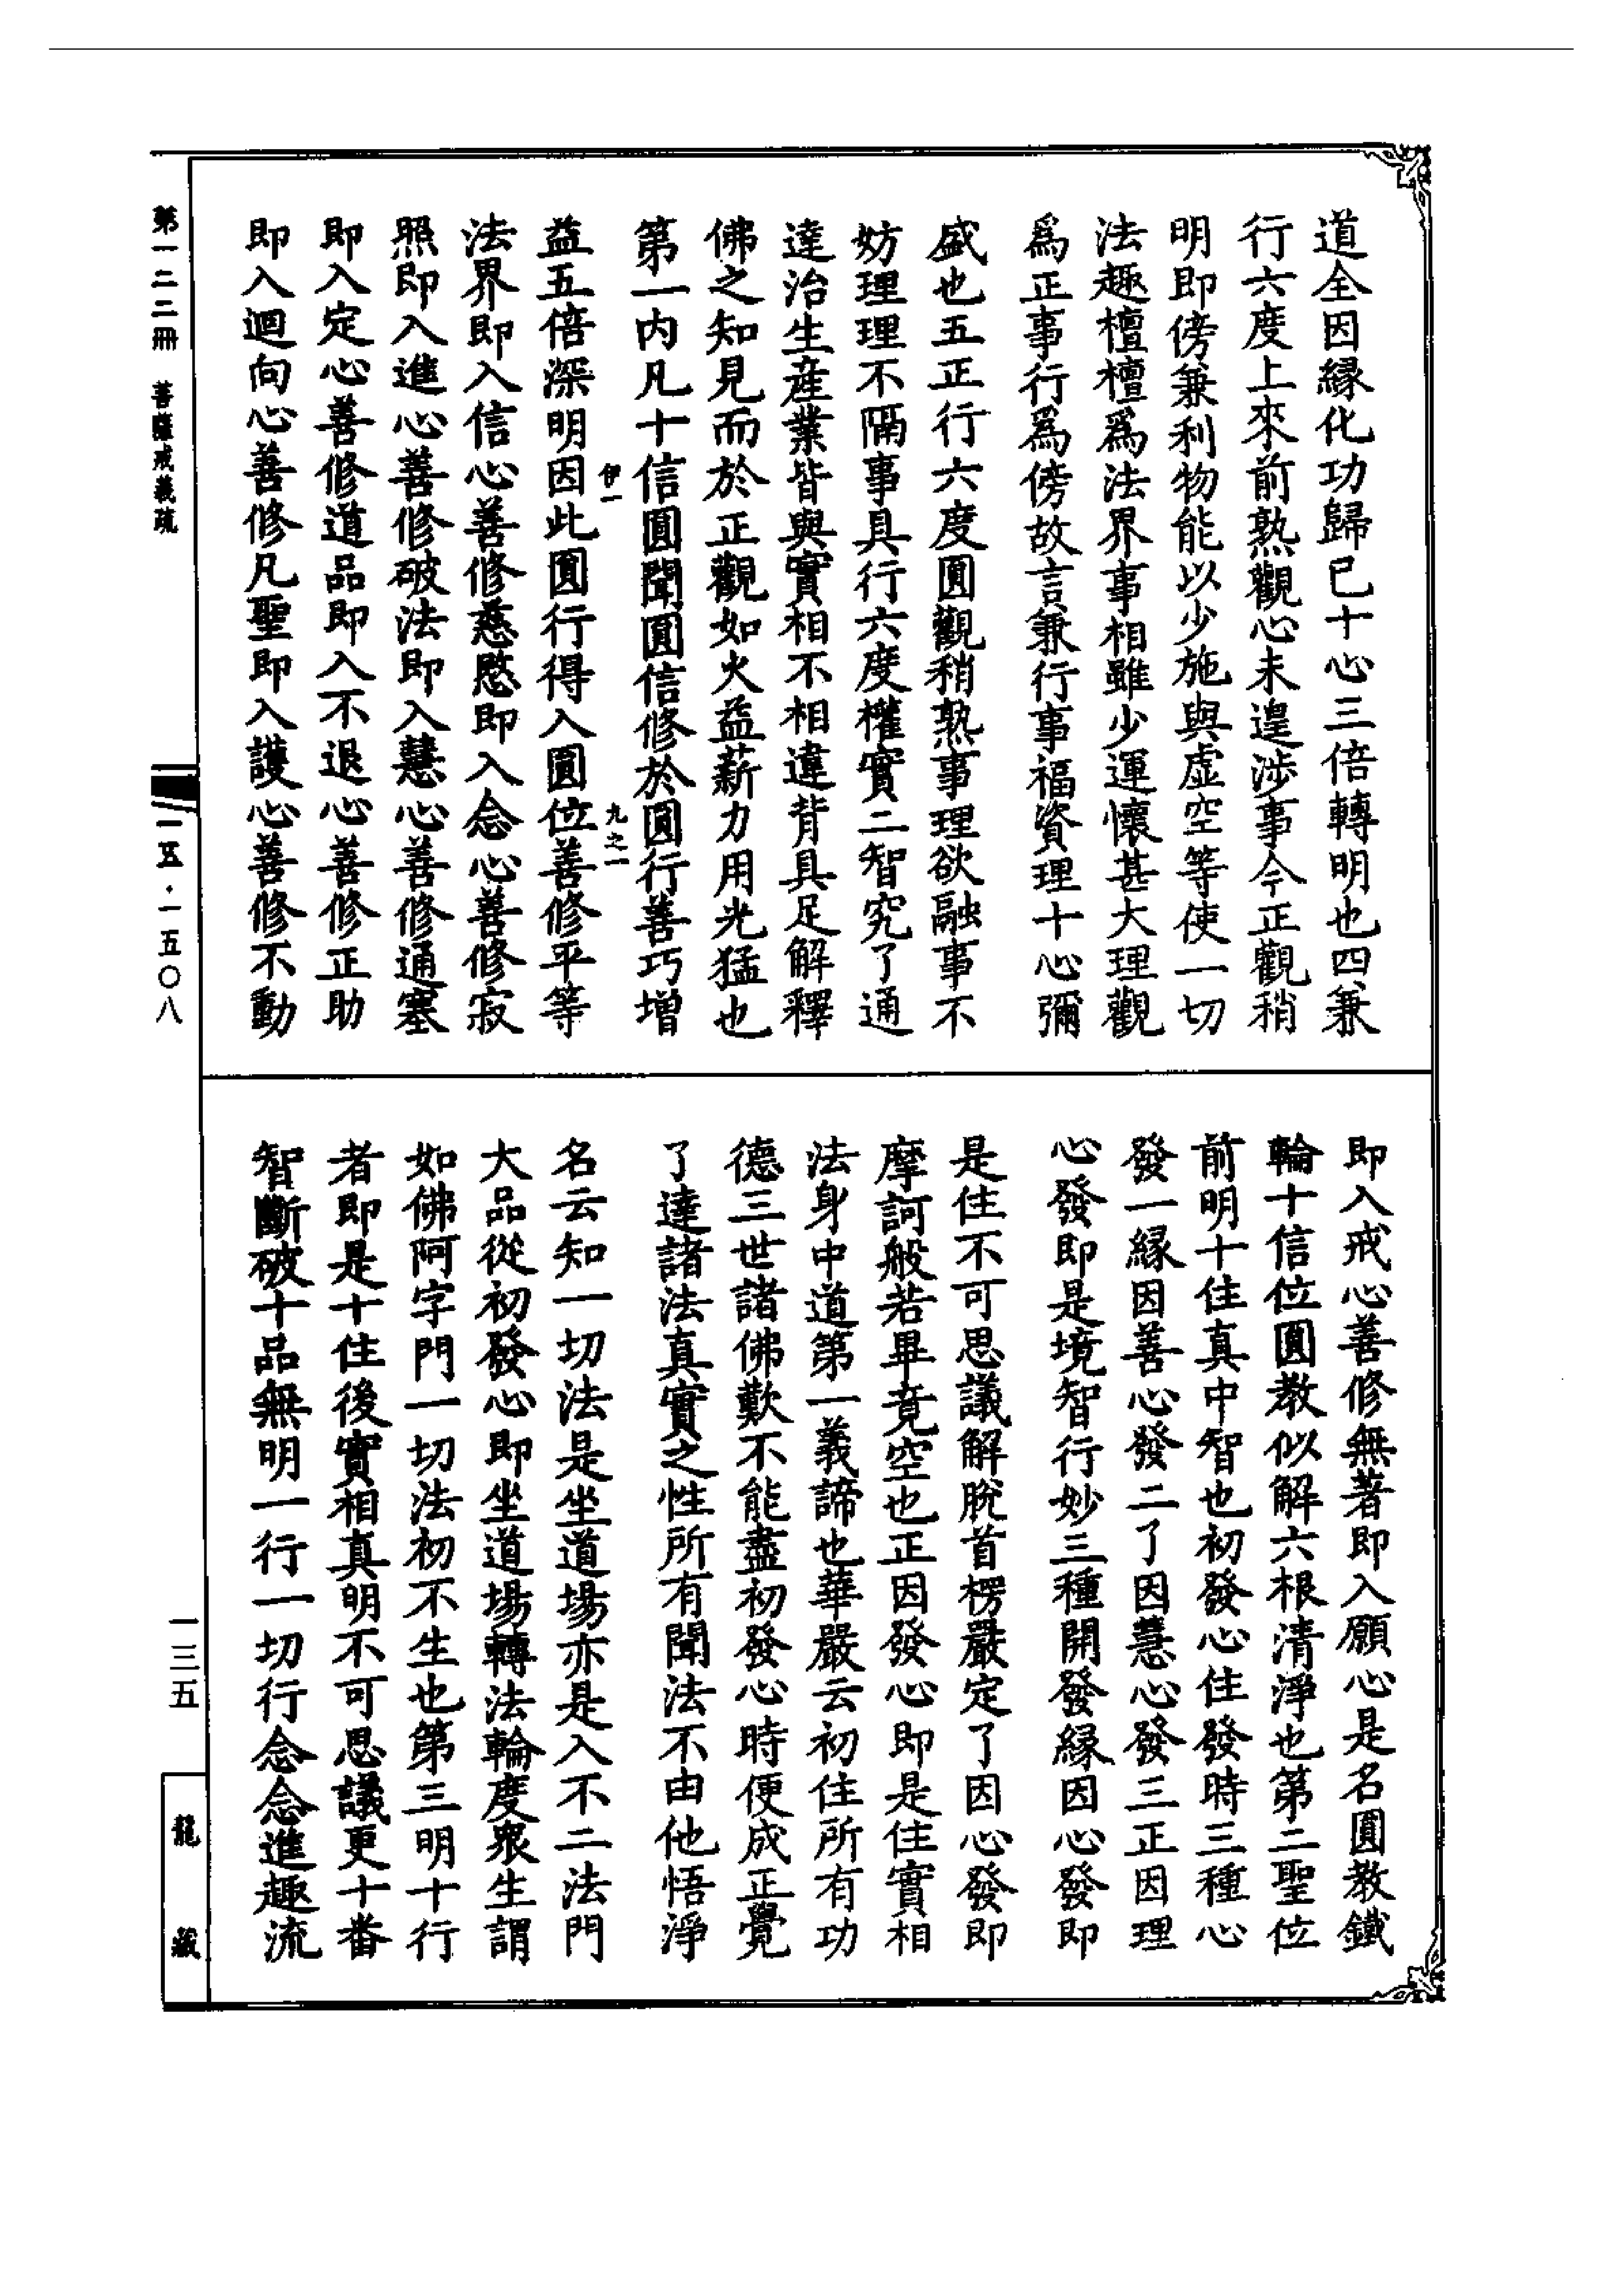 道全因緣化功歸已十心三倍轉明也四兼
行六度上來前熟觀心未遑涉事今正觀稍
明即傍兼利物能以少施與虛空等使一切
法趣檀檀爲法界事相雖少運懷甚大理觀
爲正事行爲傍故言兼行事福資理十心彌
盛也五正行六度圓觀稍熟事理欲融事不
妨理理不隔事具行六度權實二智究了通
達治生產業皆與實相不相違背具足解釋
佛之知見而於正觀如火益薪力用光猛也
第一内凡十信圓聞圓信修於圓行善巧增
伊一 九之一
益五倍深明因此圓行得入圓位善修平等
法界即入信心善修慈愍即入念心善修寂
照即入進心善修破法即入慧心善修通塞
即入定心善修道品即入不退心善修正助
即入迴向心善修凡聖即入護心善修不動
即入戒心善修無著即入願心是名圓教鐵
輪十信位圓教似解六根清淨也第二聖位
前明十住真中智也初發心住發時三種心
發一緣因善心發二了因慧心發三正因理
心發即是境智行妙三種開發緣因心發即
是住不可思議解脫首楞嚴定了因心發即
摩訶般若畢竟空也正因發心即是住實相
法身中道第一義諦也華嚴云初住所有功
德三世諸佛歎不能盡初發心時便成正覺
了達諸法真實之性所有聞法不由他悟淨
名云知一切法是坐道場亦是入不二法門
大品從初發心即坐道場轉法輪度衆生謂
如佛阿字門一切法初不生也第三明十行
者即是十住後實相真明不可思議更十番
智斷破十品無明一行一切行念念進趣流
第一二二冊 菩薩戒義疏
一五·一五〇八
一三五
龍藏